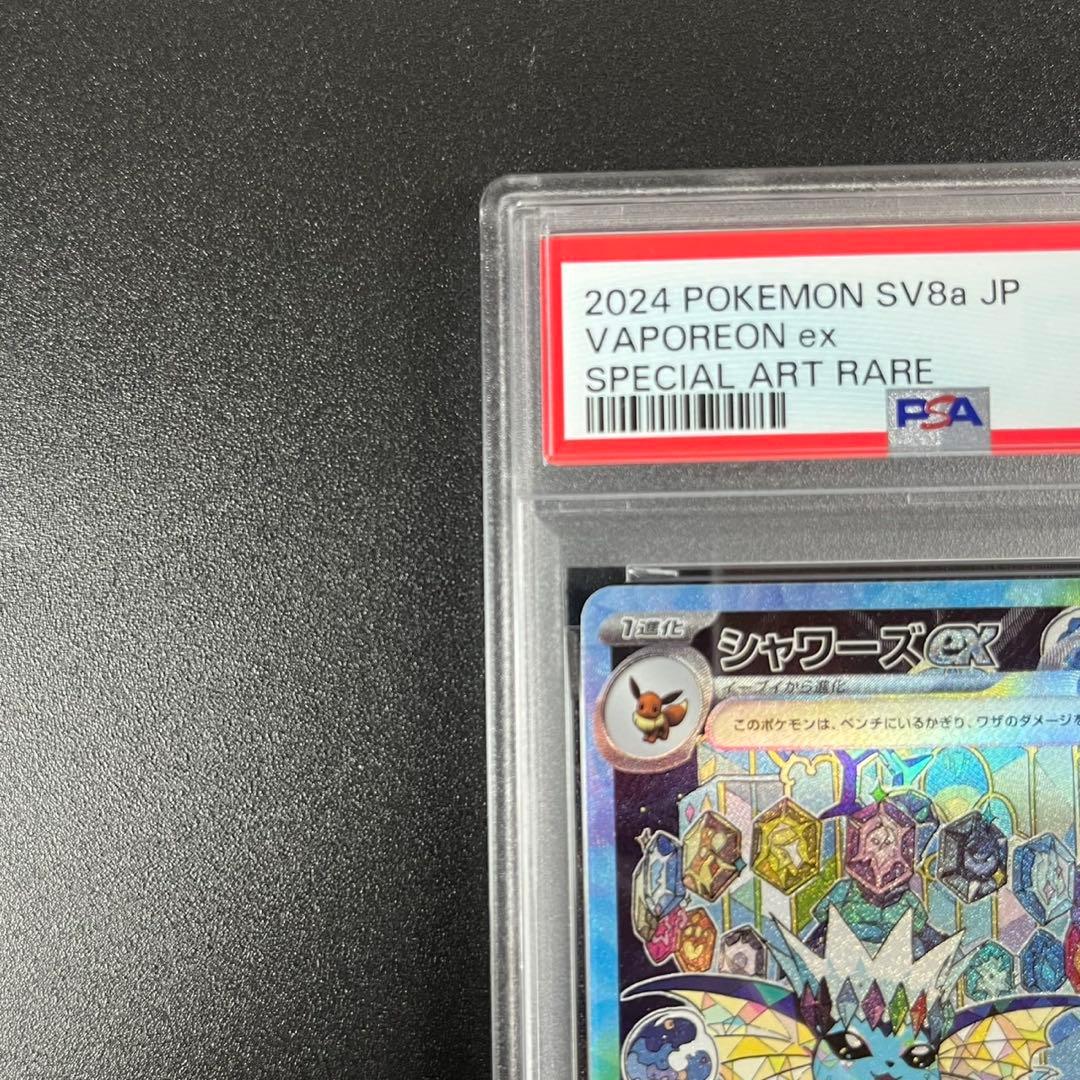 2024 POKEMON SV8a JP
VAPOREON ex
SPECIAL ART RARE
PSA
1進化
シャワーズex
イーブイから進化
このポケモンは、ベンチにいるかぎり、ワザのダメージを